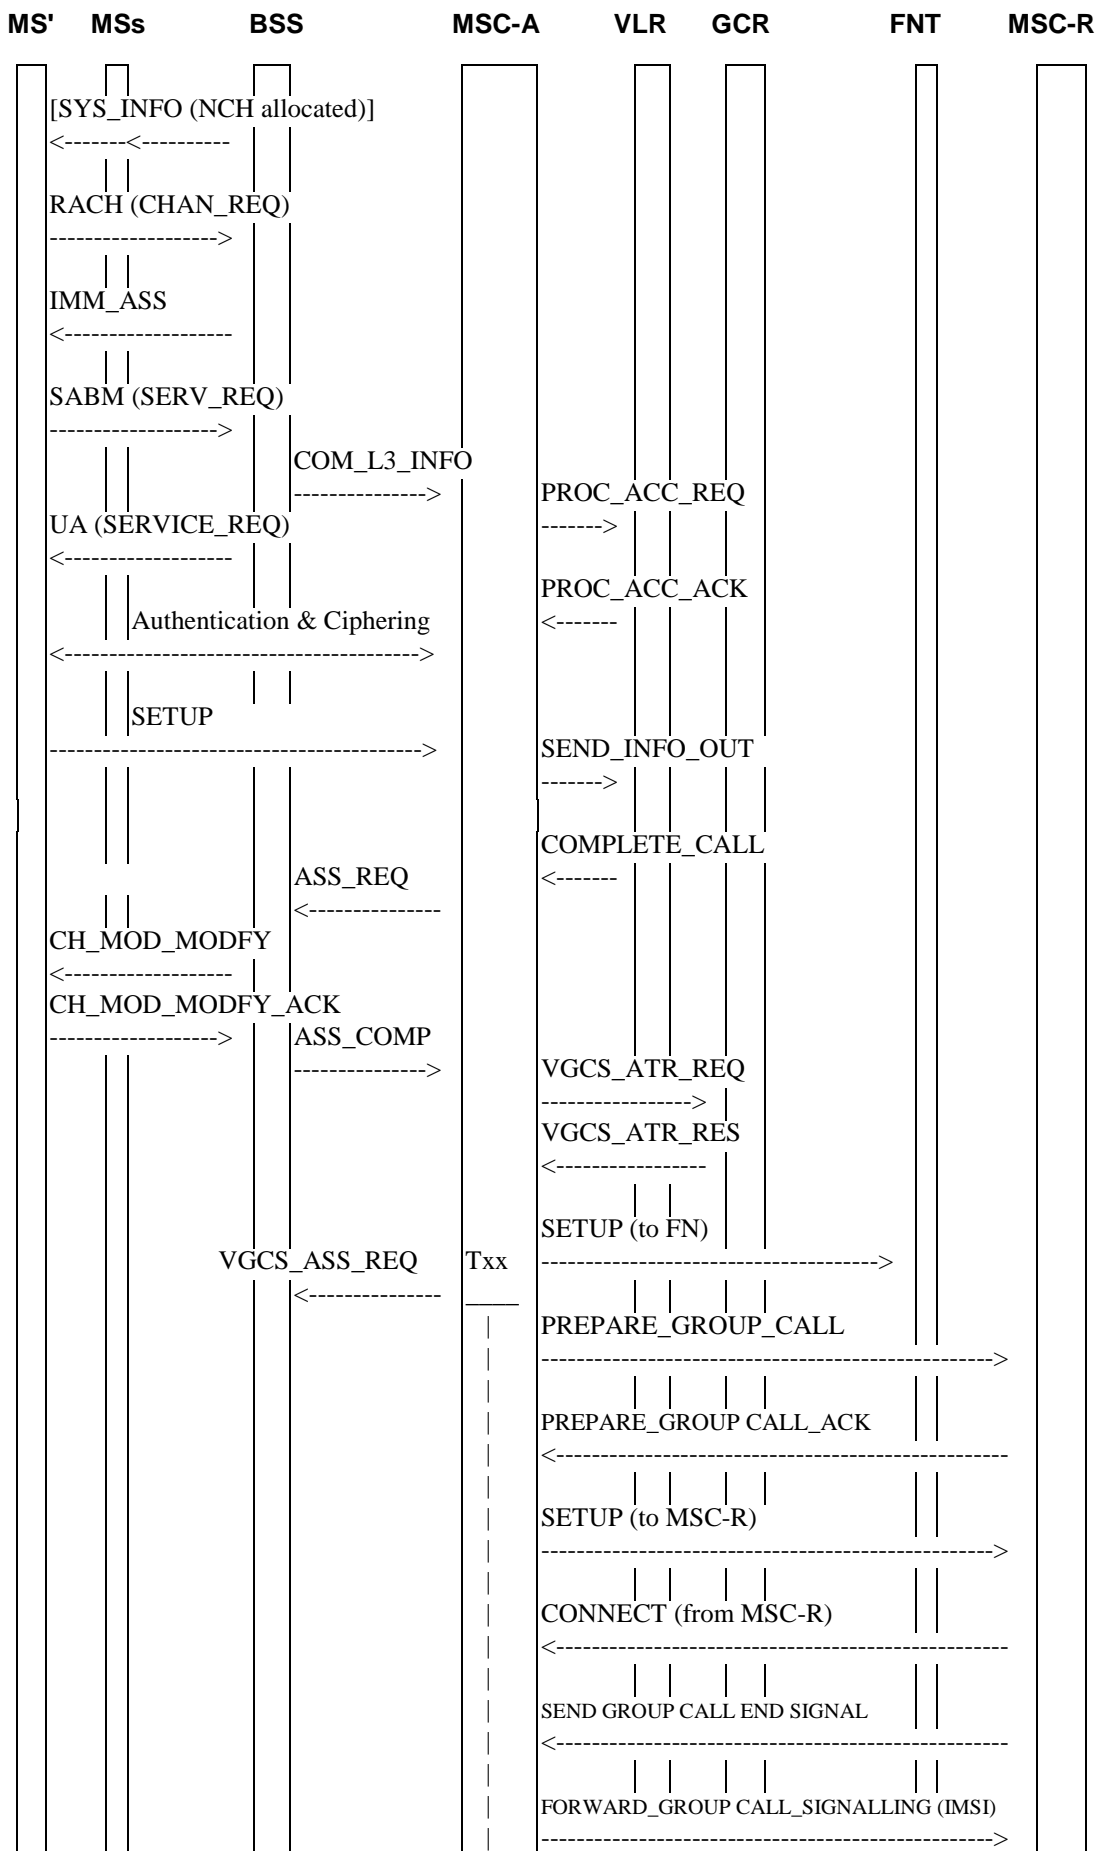 MS' MSs BSS MSC-A VLR GCR FNT MSC-R
[SYS_INFO (NCH allocated)]
<-------<----------
RACH (CHAN_REQ)
------------------->
IMM_ASS
<-------------------
SABM (SERV_REQ)
------------------->
COM_L3_INFO
---------------> PROC_ACC_REQ
UA (SERVICE_REQ) ------->
<-------------------
PROC_ACC_ACK
Authentication & Ciphering <-------
<---------------------------------------->
SETUP
------------------------------------------> SEND_INFO_OUT
------->
COMPLETE_CALL
ASS_REQ <-------
<---------------
CH_MOD_MODFY
<-------------------
CH_MOD_MODFY_ACK
-------------------> ASS_COMP
---------------> VGCS_ATR_REQ
----------------->
VGCS_ATR_RES
<-----------------
SETUP (to FN)
VGCS_ASS_REQ Txx -------------------------------------->
<--------------- ____
| PREPARE_GROUP_CALL
| --------------------------------------------------->
|
| PREPARE_GROUP CALL_ACK
| <---------------------------------------------------
|
| SETUP (to MSC-R)
| --------------------------------------------------->
|
| CONNECT (from MSC-R)
| <---------------------------------------------------
|
| SEND GROUP CALL END SIGNAL
| <---------------------------------------------------
|
| FORWARD_GROUP CALL_SIGNALLING (IMSI)
| --------------------------------------------------->